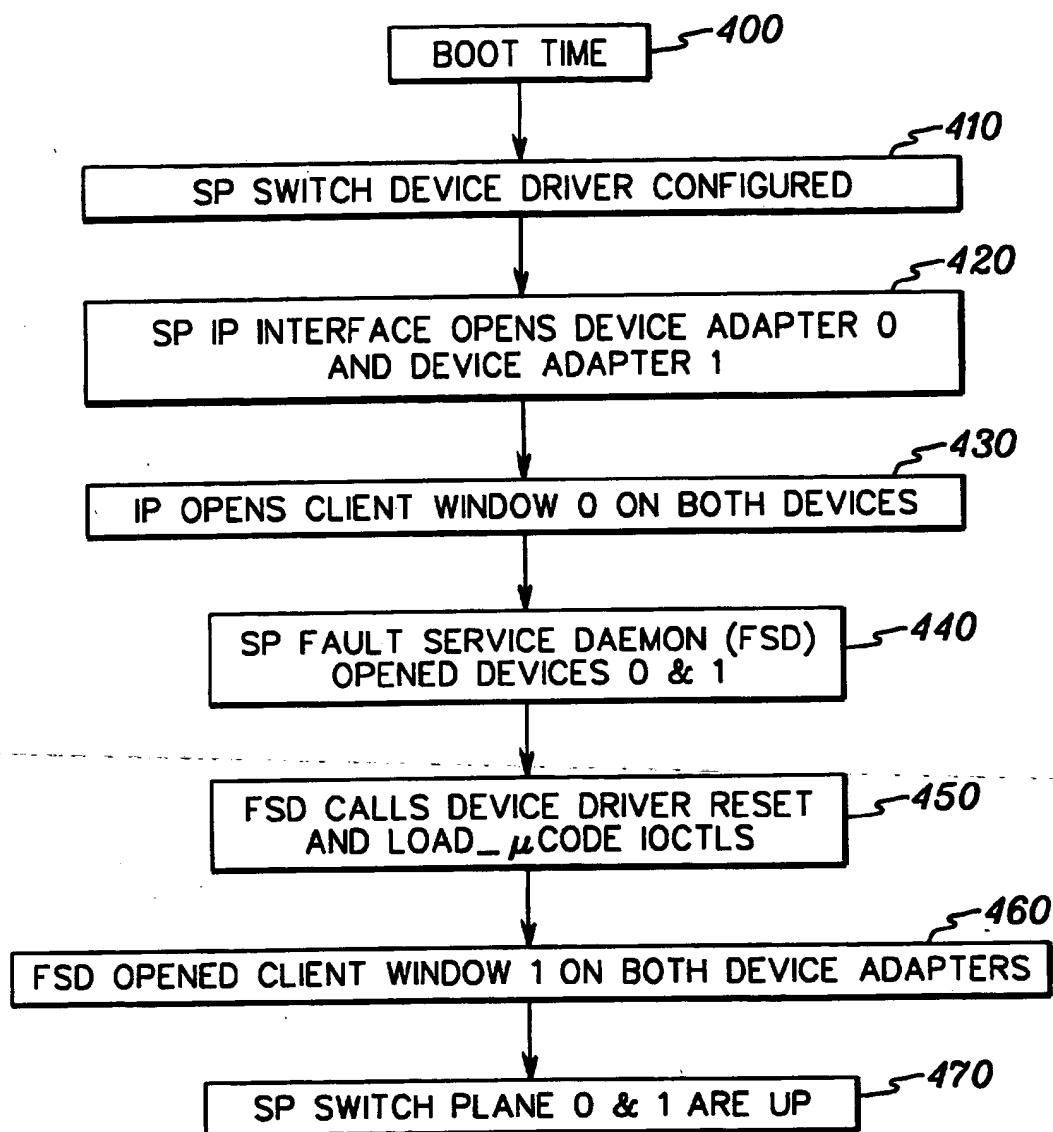 BOOT TIME
400
SP SWITCH DEVICE DRIVER CONFIGURED
410
SP IP INTERFACE OPENS DEVICE ADAPTER 0
AND DEVICE ADAPTER 1
420
IP OPENS CLIENT WINDOW 0 ON BOTH DEVICES
430
SP FAULT SERVICE DAEMON (FSD)
OPENED DEVICES 0 & 1
440
FSD CALLS DEVICE DRIVER RESET
AND LOAD_ μCODE IOCTLS
450
FSD OPENED CLIENT WINDOW 1 ON BOTH DEVICE ADAPTERS
460
SP SWITCH PLANE 0 & 1 ARE UP
470